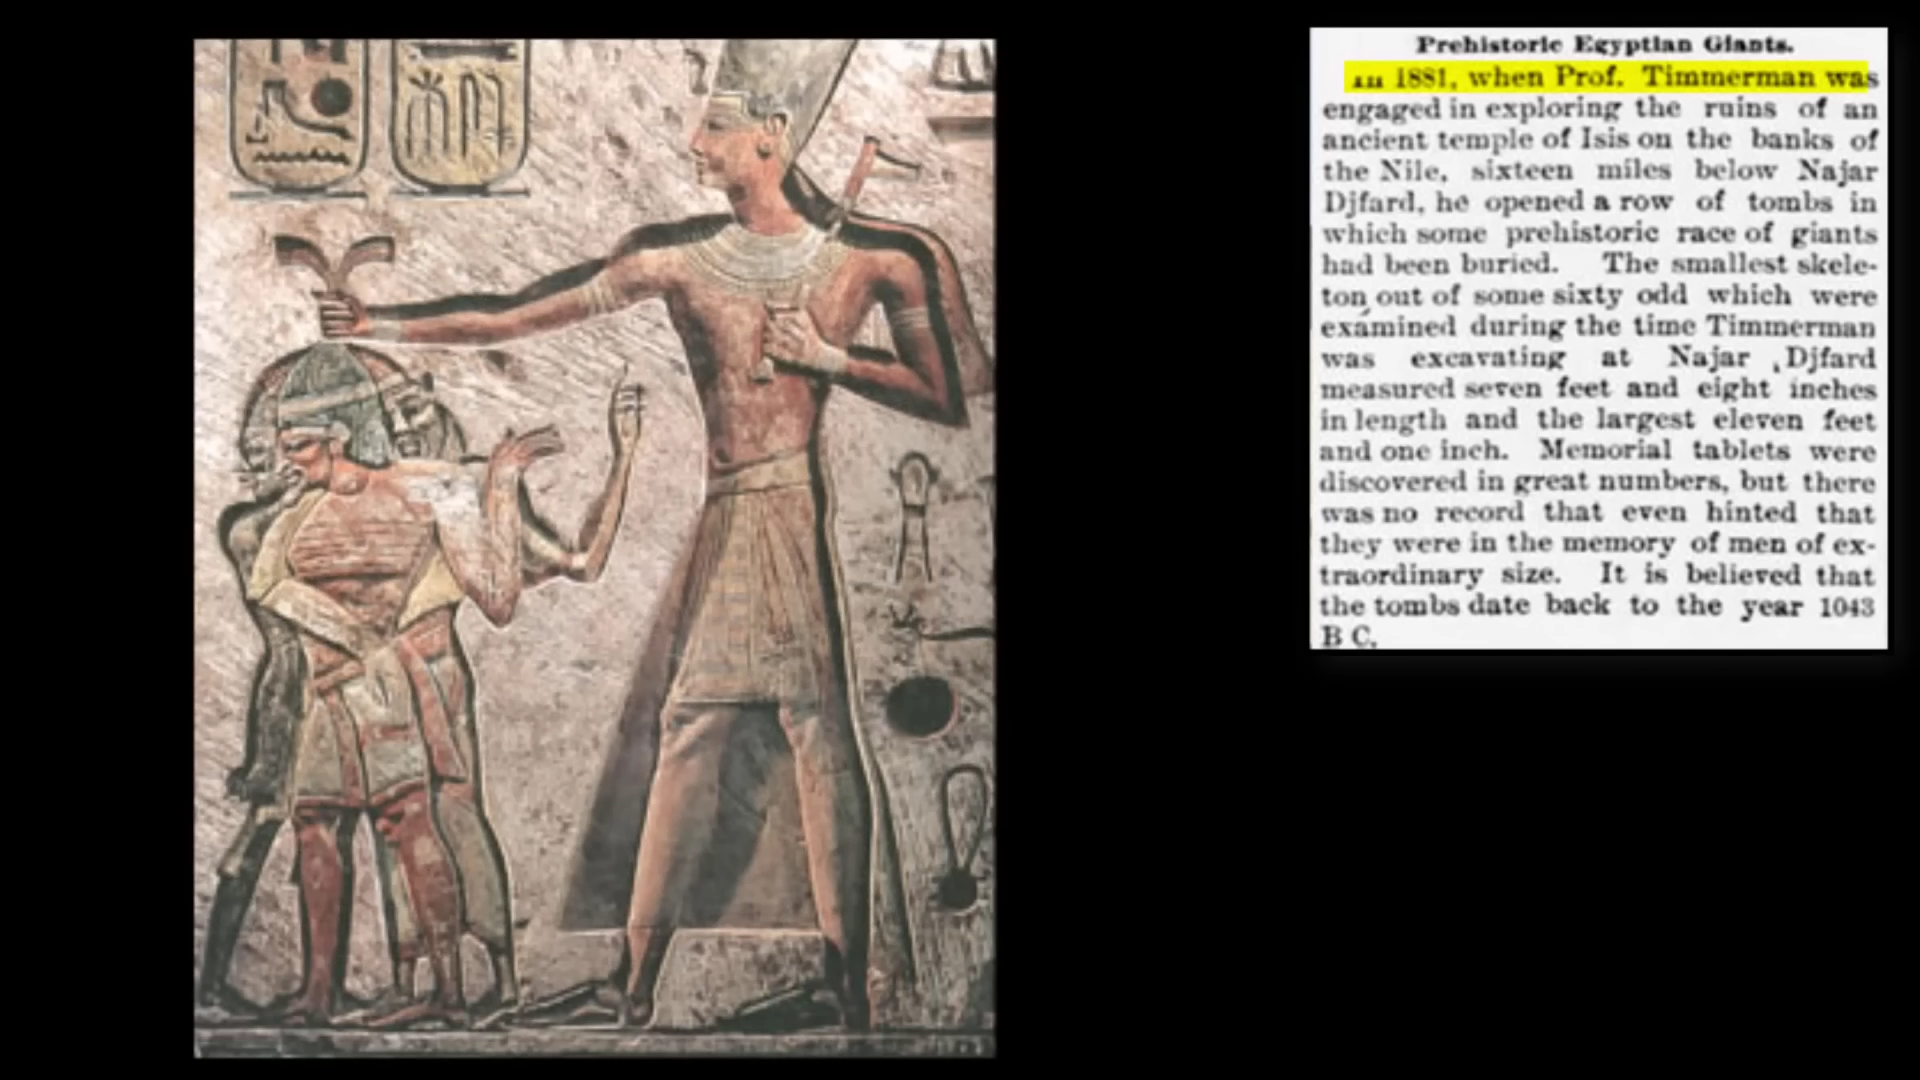 Prehistoric Egyptian Giants.
In 1881, when Prof. Timmerman was
engaged in exploring the ruins of an
ancient temple of Isis on the banks of
the Nile, sixteen miles below Najar
Djfard, he opened a row of tombs in
which some prehistoric race of giants
had been buried. The smallest skele-
ton out of some sixty odd which were
examined during the time Timmerman
was excavating at Najar Djfard
measured seven feet and eight inches
in length and the largest eleven feet
and one inch. Memorial tablets were
discovered in great numbers, but there
was no record that even hinted that
they were in the memory of men of ex-
traordinary size. It is believed that
the tombs date back to the year 1043
B C.